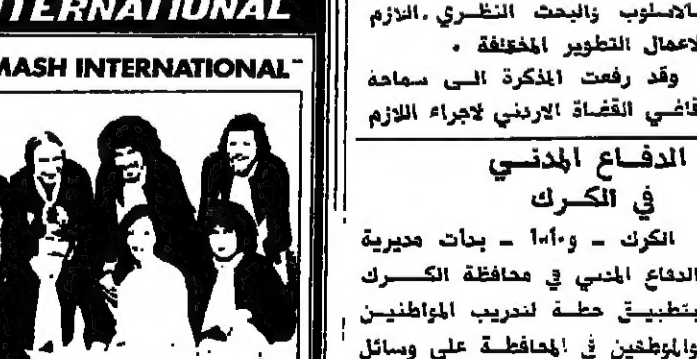 TERNATIONAL
MASH INTERNATIONAL
بالاسلوب والبحث النظري اللازم
لاعمال التطوير المختلفة .
وقد رفعت المذكرة الى سماحة
قاضي القضاة الاردني لاجراء اللازم
الدفاع المدني
في الكرك
الكرك ـ و.أ.أ ـ بدأت مديرية
الدفاع المدني في محافظة الكرك
بتطبيق خطة لتدريب المواطنين
والموظفين في المحافظة على وسائل